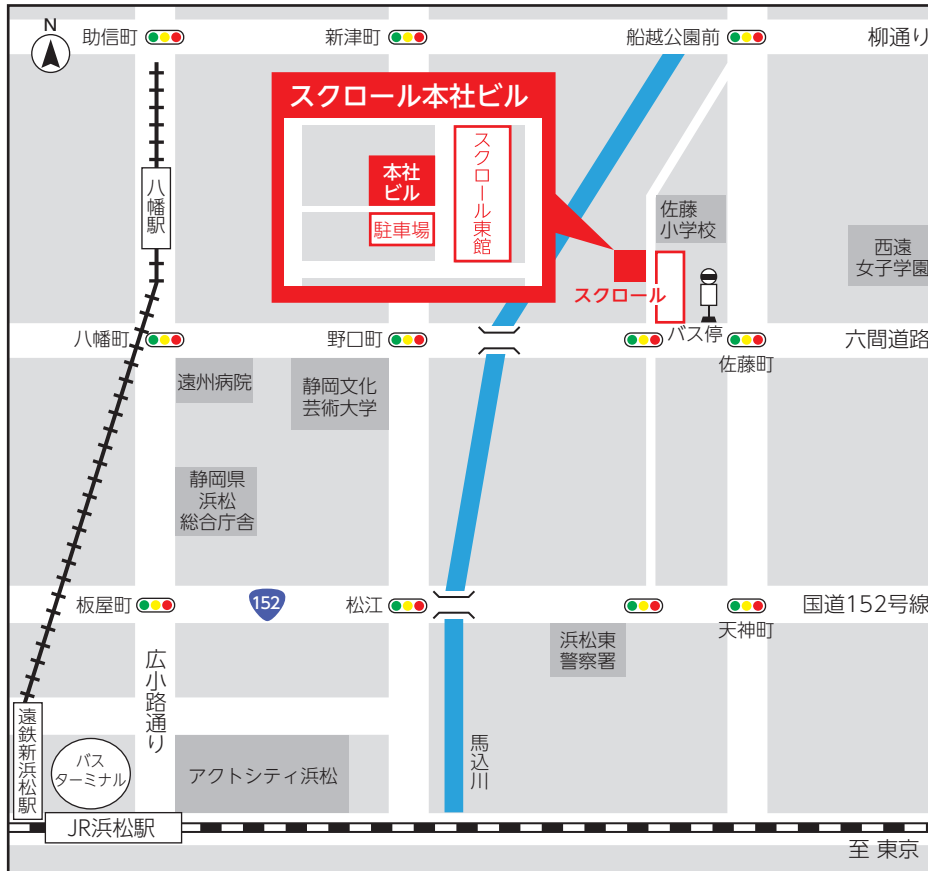 N
助信町
新津町
船越公園前
柳通り
スクロール本社ビル
本社
ビル
駐車場
スクロール東館
八幡駅
佐藤
小学校
西遠
女子学園
スクロール
バス停
八幡町
野口町
佐藤町
六間道路
遠州病院
静岡文化
芸術大学
静岡県
浜松
総合庁舎
板屋町
152
松江
国道152号線
天神町
浜松東
警察署
広小路通り
遠鉄新浜松駅
バス
ターミナル
アクトシティ浜松
馬込川
JR浜松駅
至 東京